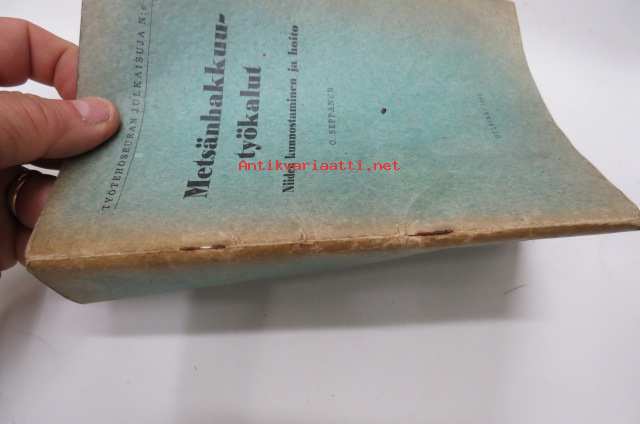 TYÖTEHOSEURAN JULKAISUJA N:o
Metsänhakkuu-
työkalut
Niiden kunnostaminen ja hoito
O. SEPPÄNEN
Antikvariaatti.net